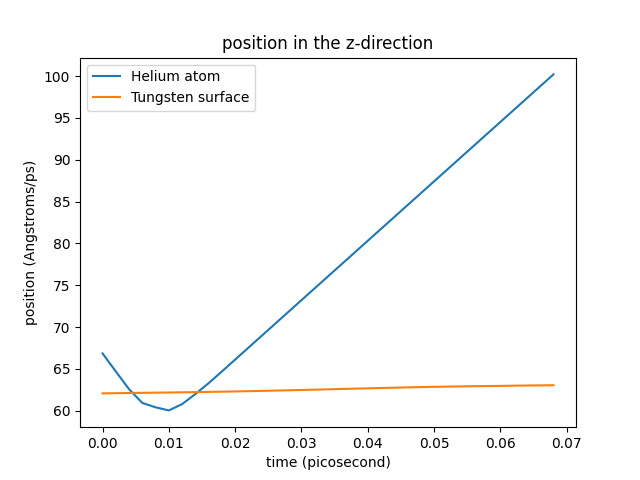 position in the z-direction
Helium atom
Tungsten surface
position (Angstroms/ps)
100
95
90
85
80
75
70
65
60
0.00 0.01 0.02 0.03 0.04 0.05 0.06 0.07
time (picosecond)